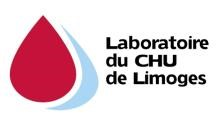 Laboratoire
du CHU
de Limoges